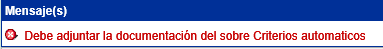 Mensaje(s)
Debe adjuntar la documentación del sobre Criterios automaticos